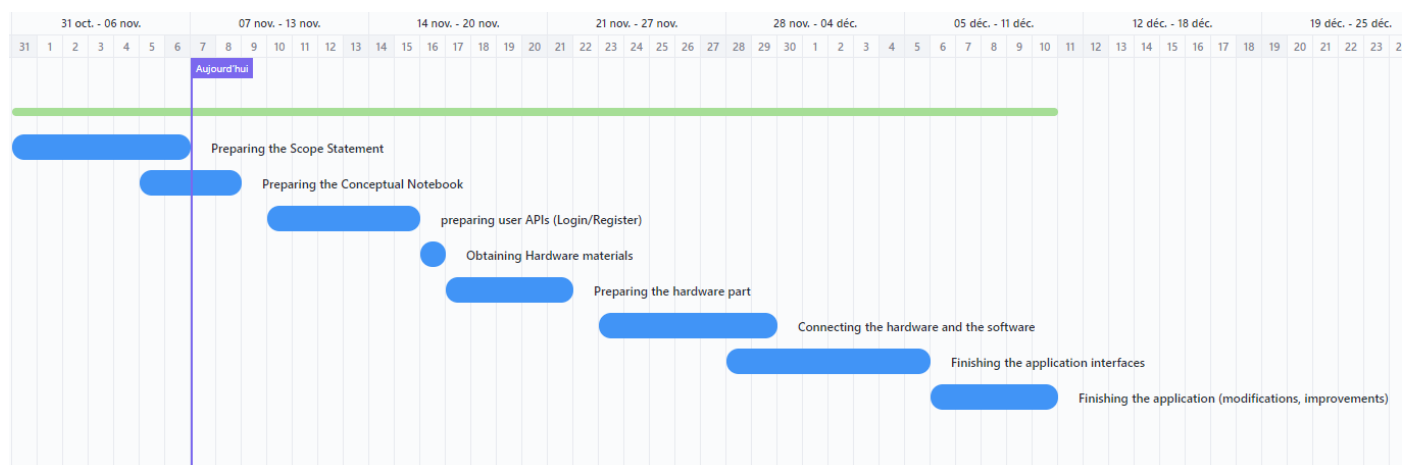 31 oct. - 06 nov. 07 nov. - 13 nov. 14 nov. - 20 nov. 21 nov. - 27 nov. 28 nov. - 04 déc. 05 déc. - 11 déc. 12 déc. - 18 déc. 19 déc. - 25 déc.
31 1 2 3 4 5 6 7 8 9 10 11 12 13 14 15 16 17 18 19 20 21 22 23 24 25 26 27 28 29 30 1 2 3 4 5 6 7 8 9 10 11 12 13 14 15 16 17 18 19 20 21 22 23
Aujourd'hui
Preparing the Scope Statement
Preparing the Conceptual Notebook
preparing user APIs (Login/Register)
Obtaining Hardware materials
Preparing the hardware part
Connecting the hardware and the software
Finishing the application interfaces
Finishing the application (modifications, improvements)